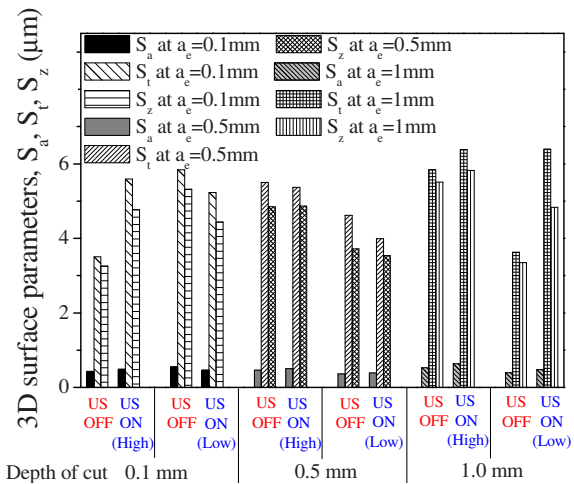 3D surface parameters, Sa, St, Sz (μm)
8
6
4
2
0
Sa at ae=0.1mm
St at ae=0.1mm
Sz at ae=0.1mm
Sa at ae=0.5mm
St at ae=0.5mm
Sz at ae=0.5mm
Sa at ae=1mm
St at ae=1mm
Sz at ae=1mm
US OFF
US ON (High)
US OFF
US ON (Low)
US OFF
US ON (High)
US OFF
US ON (Low)
US OFF
US ON (High)
US OFF
US ON (Low)
Depth of cut 0.1 mm 0.5 mm 1.0 mm